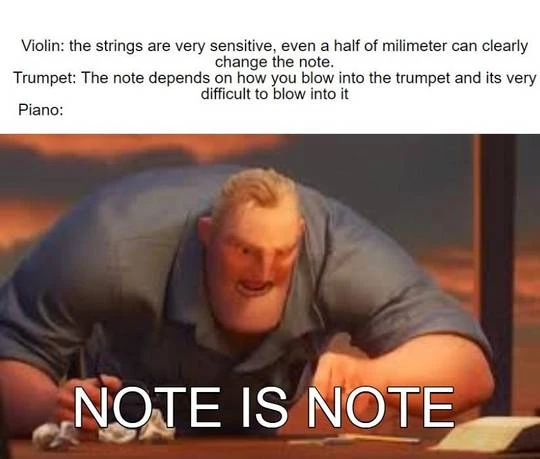 Violin: the strings are very sensitive, even a half of milimeter can clearly
change the note.
Trumpet: The note depends on how you blow into the trumpet and its very
difficult to blow into it
Piano:
NOTE IS NOTE